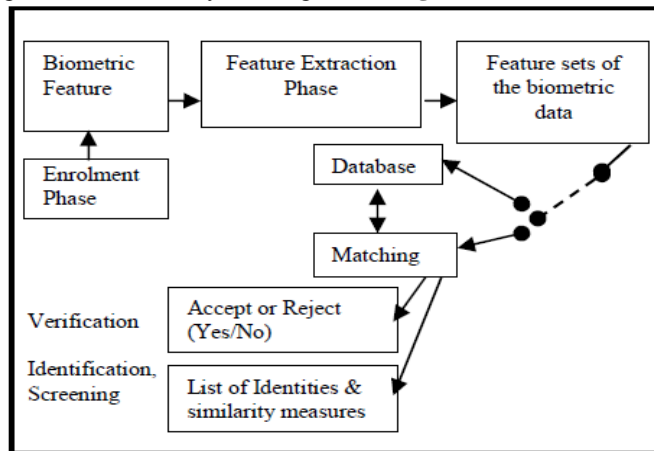 Biometric
Feature
Feature Extraction
Phase
Feature sets of
the biometric
data
Enrolment
Phase
Database
Matching
Verification
Accept or Reject
(Yes/No)
Identification,
Screening
List of Identities &
similarity measures